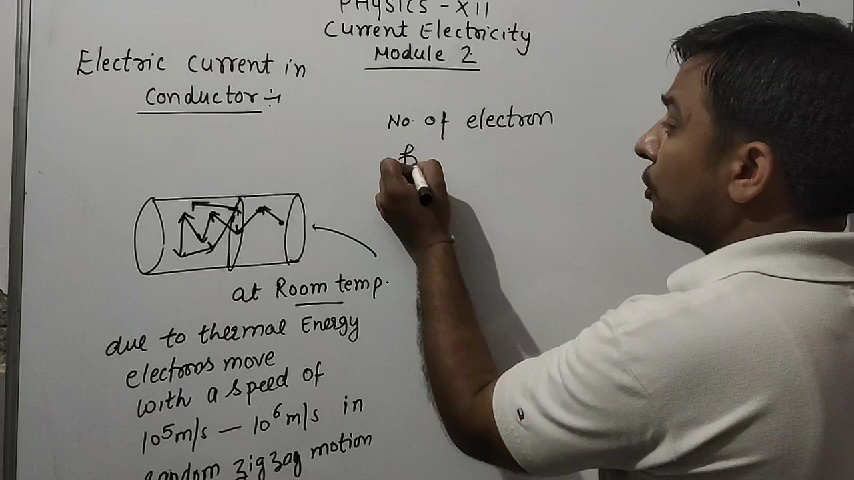 PHYSICS - XII
Current Electricity
Module 2
Electric current in
conductor :-
No. of electron
at Room temp.
due to thermal Energy
electrons move
with a speed of
10⁵m/s — 10⁶m/s in
random zigzag motion